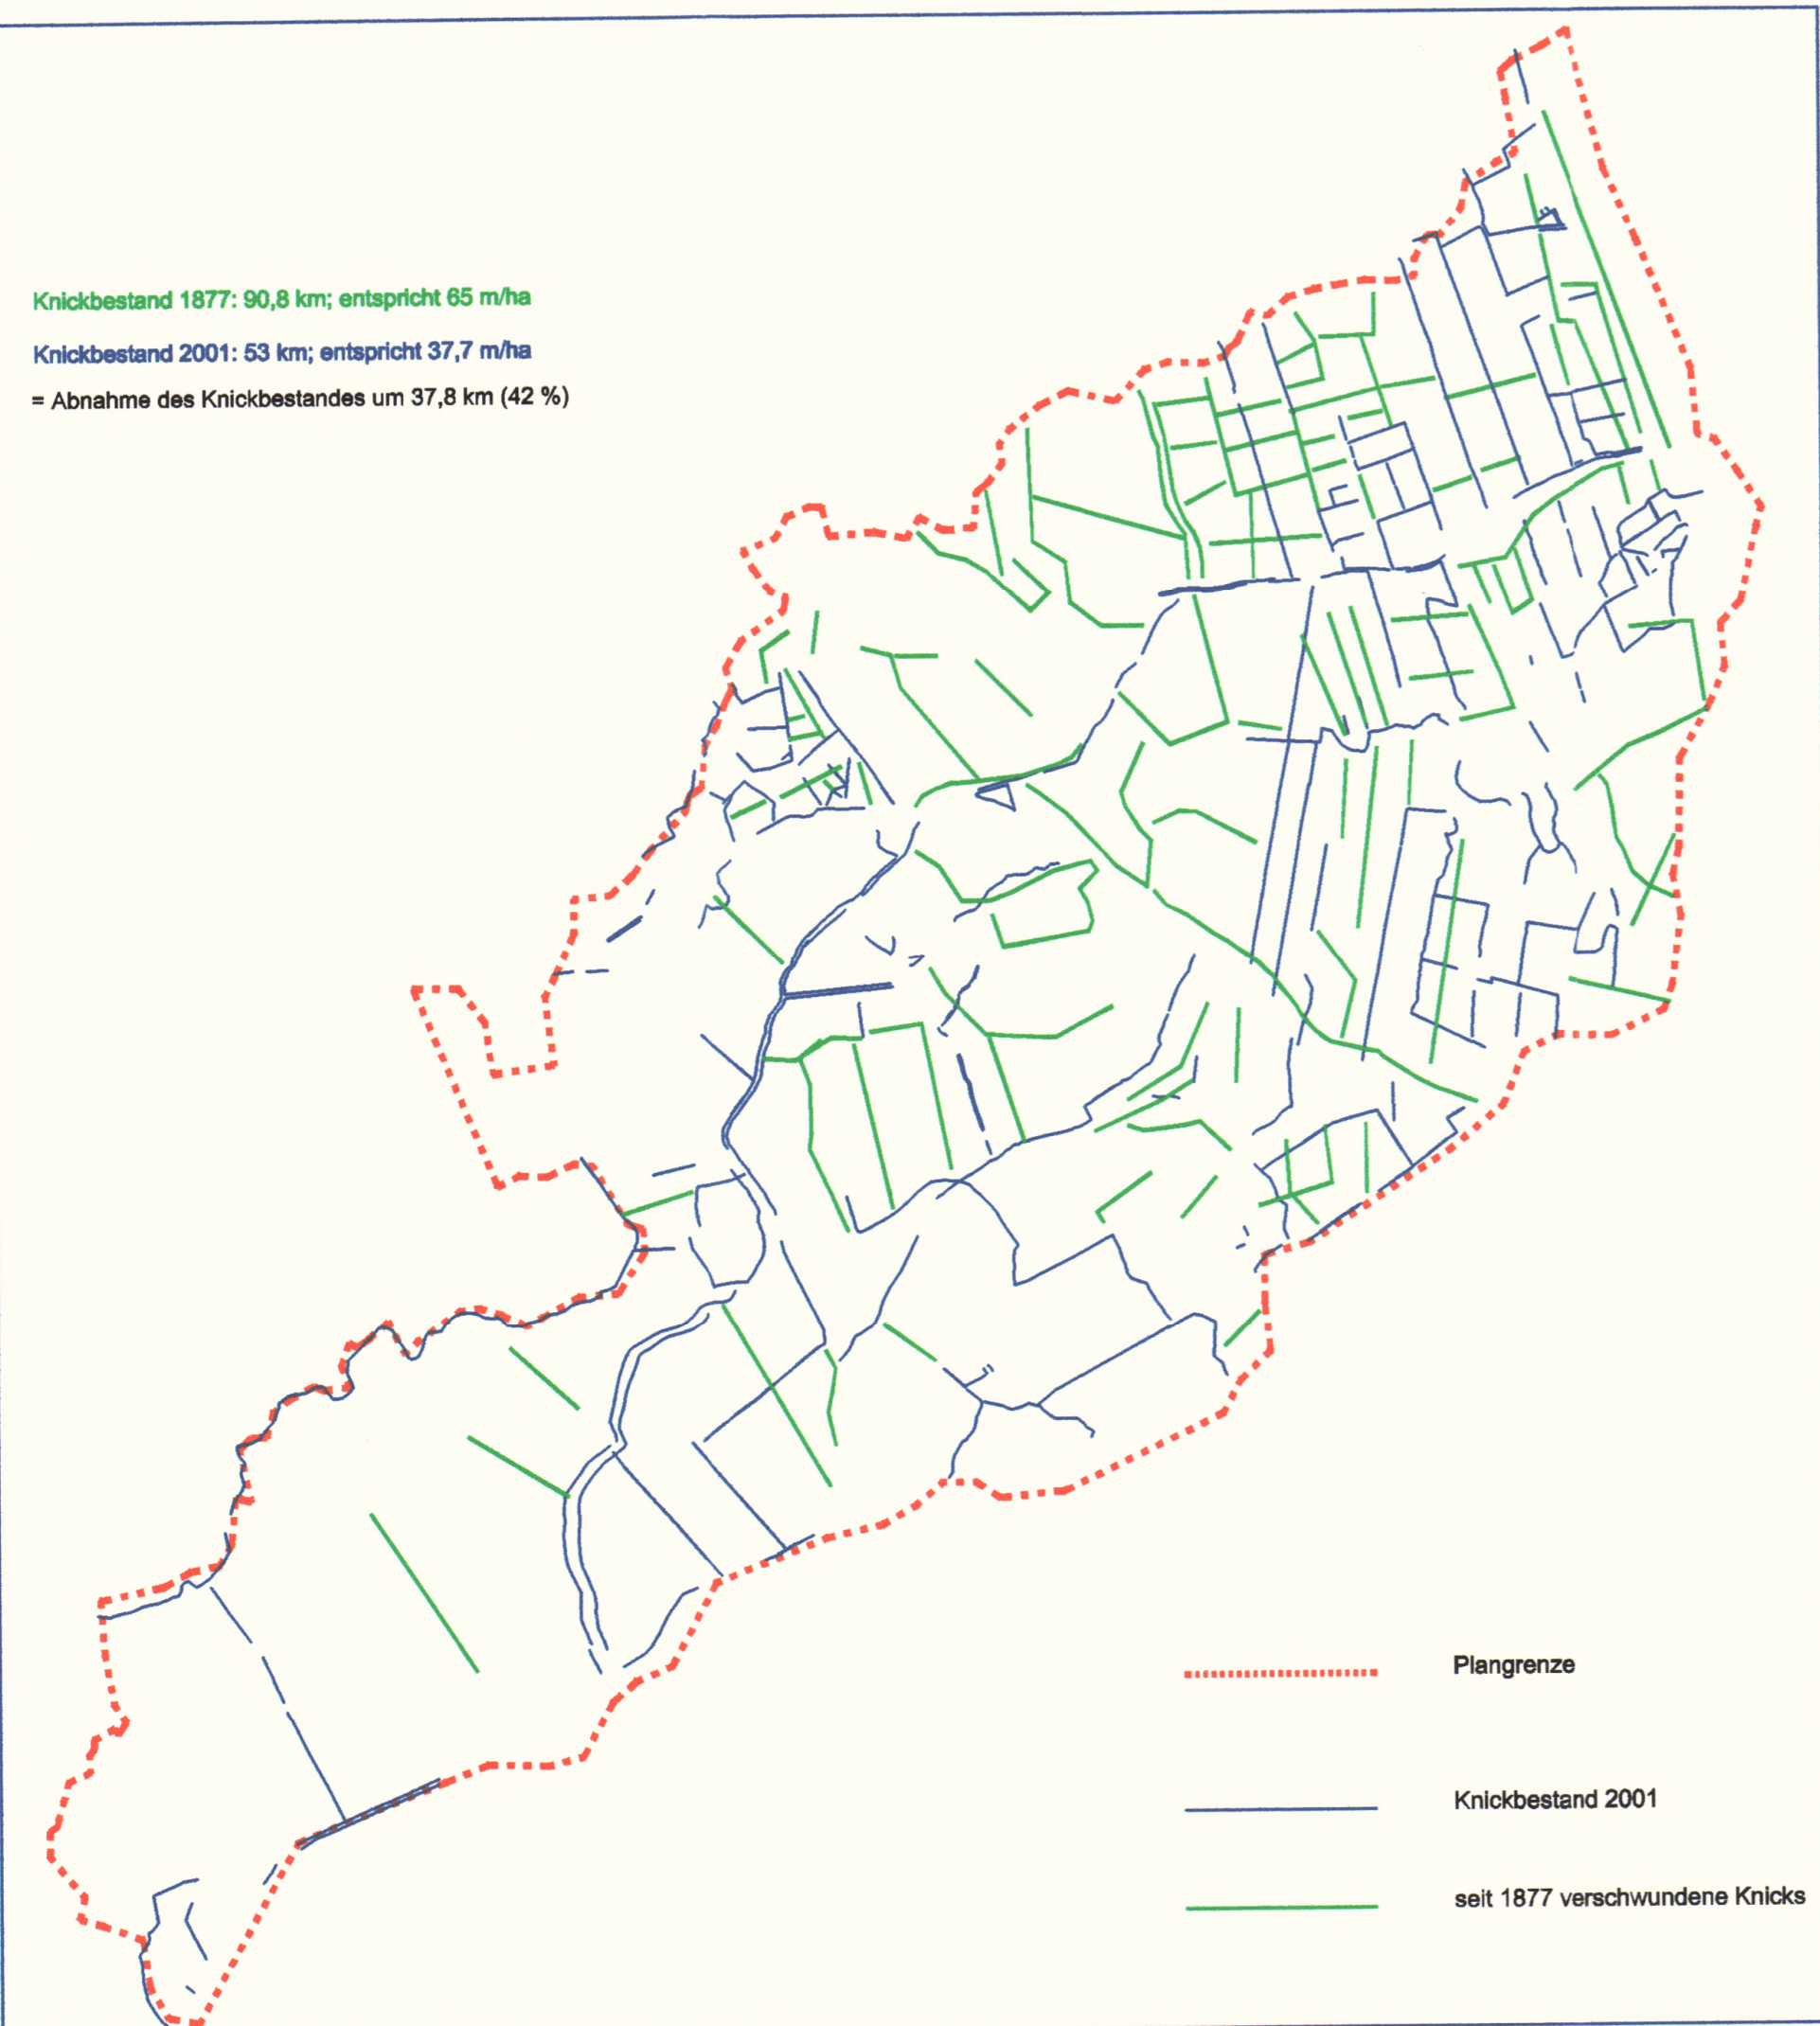 Knickbestand 1877: 90,8 km; entspricht 65 m/ha
Knickbestand 2001: 53 km; entspricht 37,7 m/ha
= Abnahme des Knickbestandes um 37,8 km (42 %)
Plangrenze
Knickbestand 2001
seit 1877 verschwundene Knicks